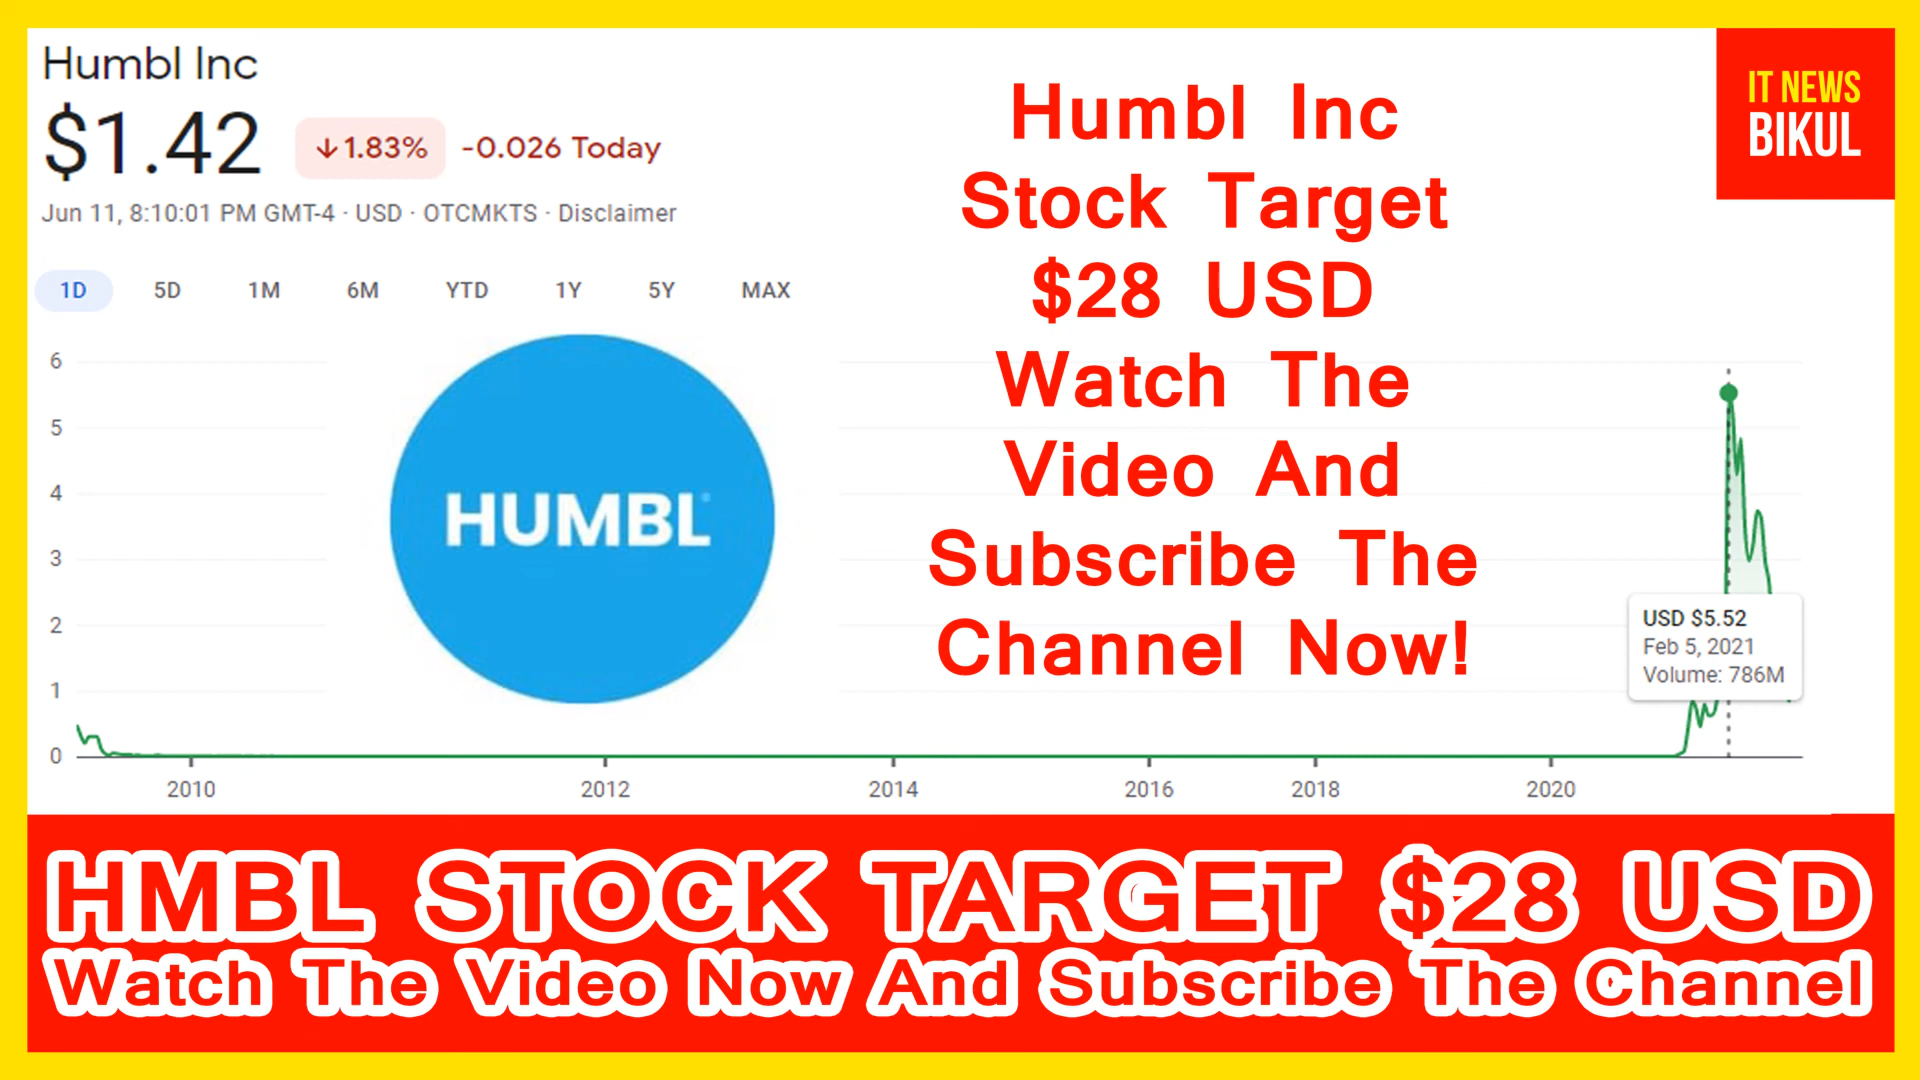 Humbl Inc
$1.42 ↓1.83% -0.026 Today
Jun 11, 8:10:01 PM GMT-4 · USD · OTCMKTS · Disclaimer
1D 5D 1M 6M YTD 1Y 5Y MAX
6
5
4
3
2
1
0
2010 2012 2014 2016 2018 2020
HUMBL
Humbl Inc
Stock Target
$28 USD
Watch The
Video And
Subscribe The
Channel Now!
IT NEWS
BIKUL
USD $5.52
Feb 5, 2021
Volume: 786M
HMBL STOCK TARGET $28 USD
Watch The Video Now And Subscribe The Channel